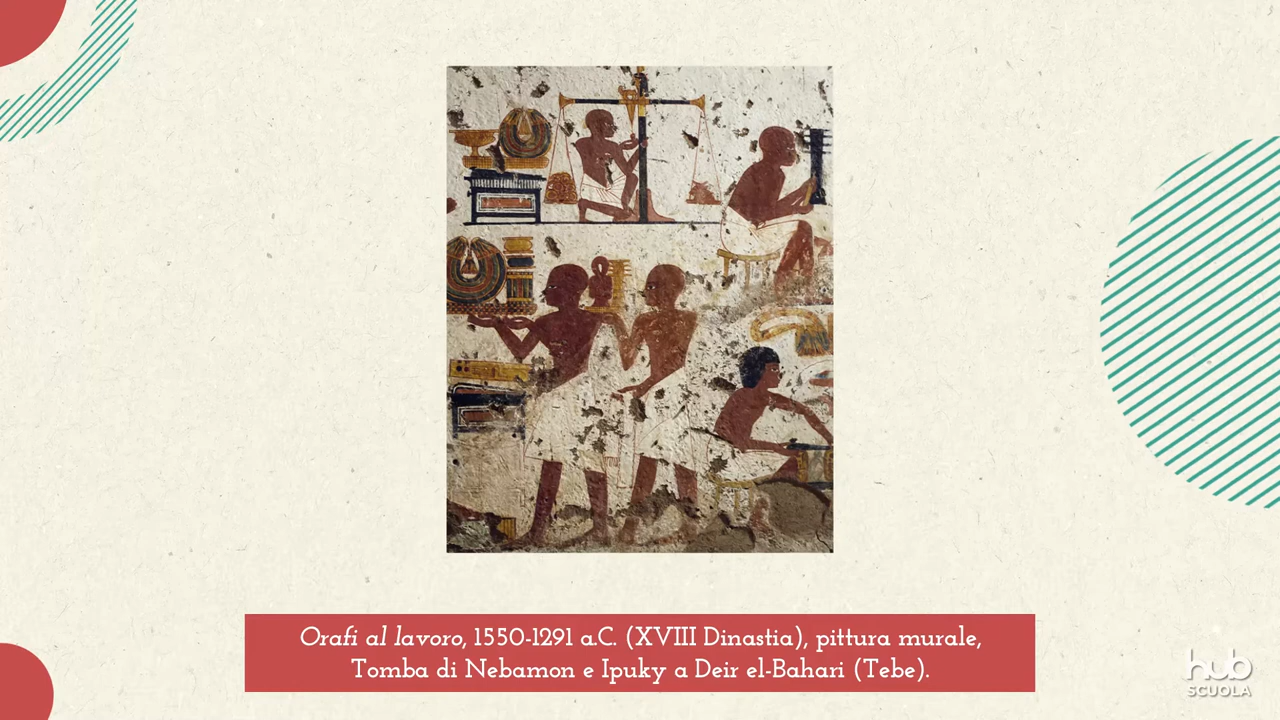 Orafi al lavoro, 1550-1291 a.C. (XVIII Dinastia), pittura murale,
Tomba di Nebamon e Ipuky a Deir el-Bahari (Tebe).
hub
SCUOLA